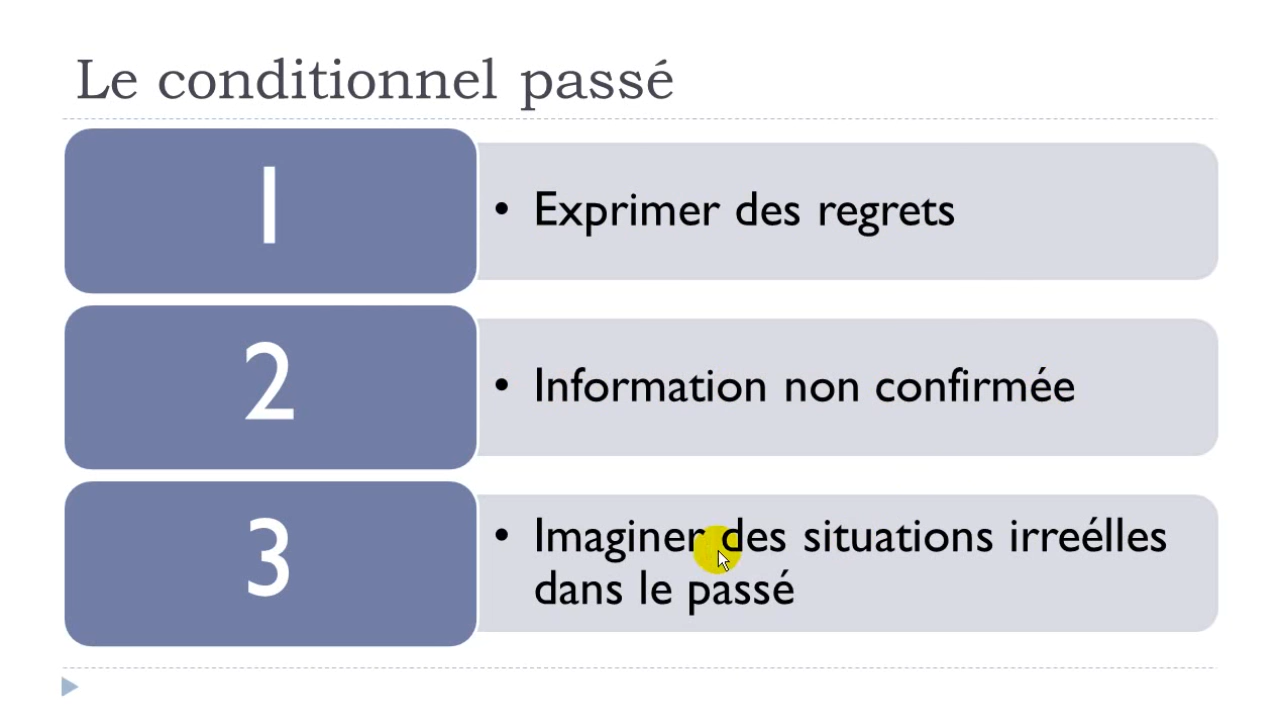 Le conditionnel passé
1
• Exprimer des regrets
2
• Information non confirmée
3
• Imaginer des situations irreélles
dans le passé